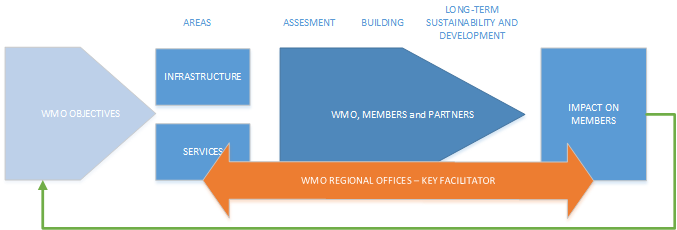 AREAS
ASSESMENT
BUILDING
LONG-TERM
SUSTAINABILITY AND
DEVELOPMENT
WMO OBJECTIVES
INFRASTRUCTURE
SERVICES
WMO, MEMBERS and PARTNERS
IMPACT ON
MEMBERS
WMO REGIONAL OFFICES – KEY FACILITATOR